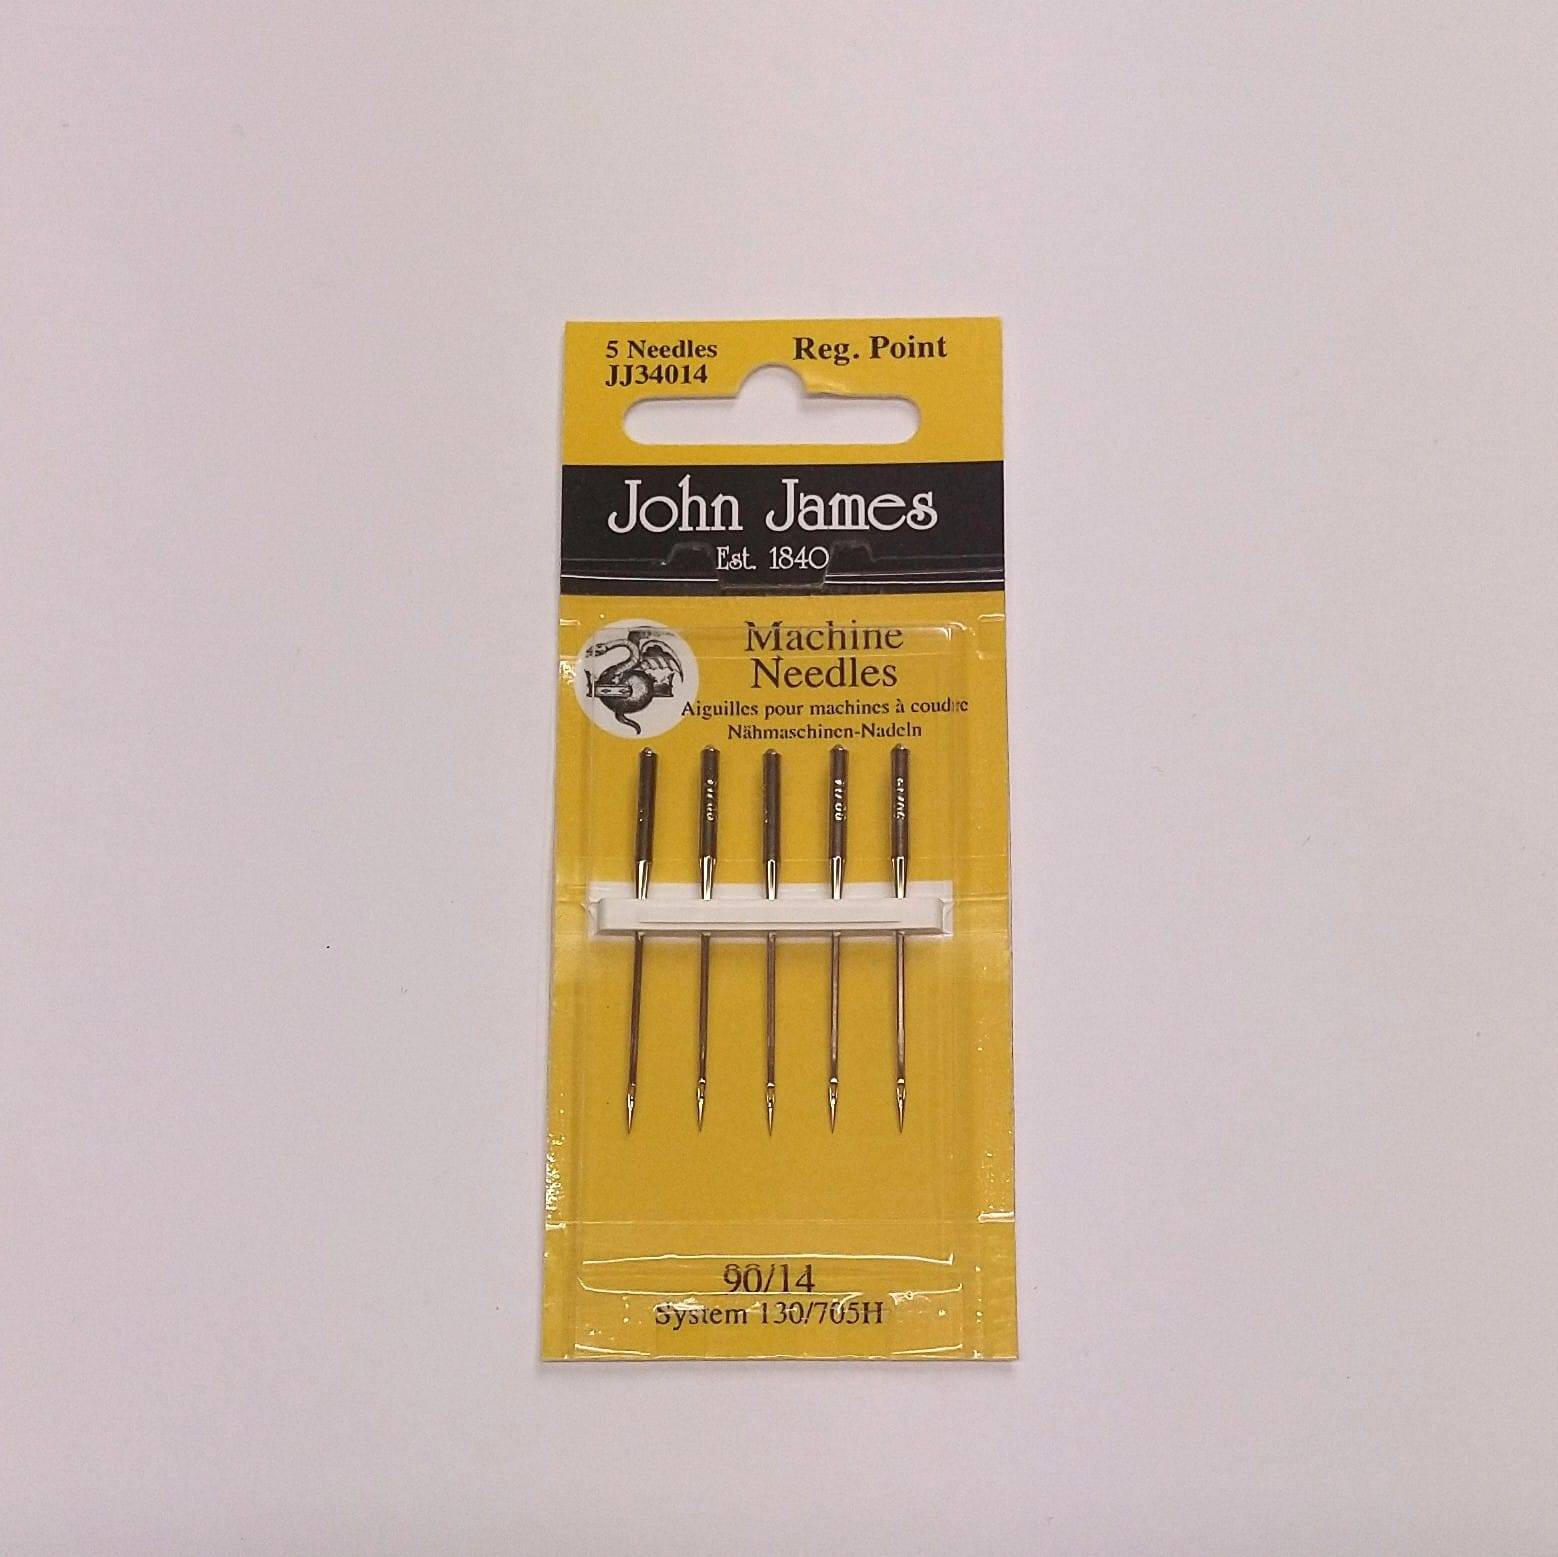 5 Needles
JJ34014
Reg. Point
John James
Est. 1840
Machine
Needles
Aiguilles pour machines à coudre
Nähmaschinen-Nadeln
90/14
System 130/705H